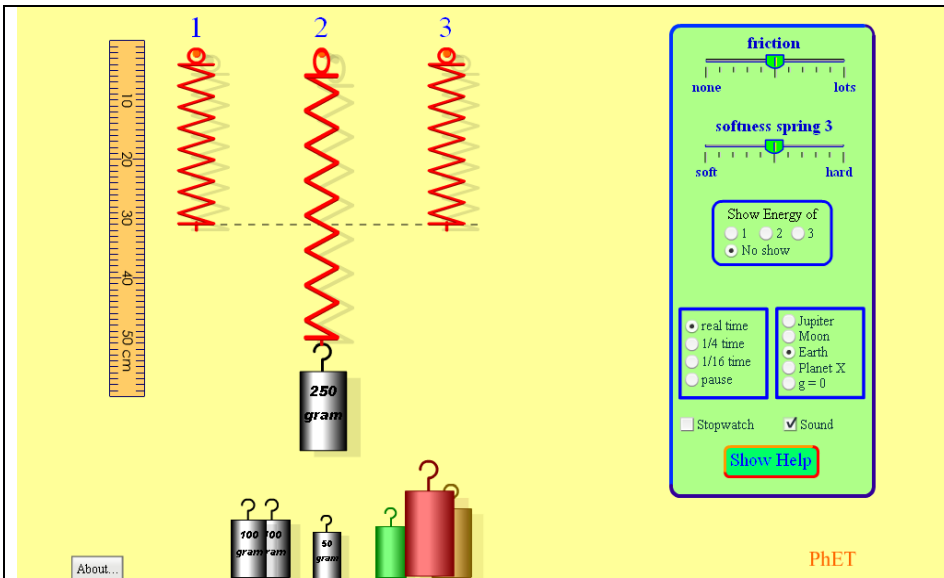 1 2 3
10
20
30
40
50 cm
250
gram
100
gram
100
50
gram
About...
friction
none lots
softness spring 3
soft hard
Show Energy of
1 2 3
No show
real time
1/4 time
1/16 time
pause
Jupiter
Moon
Earth
Planet X
g = 0
Stopwatch Sound
Show Help
PhET